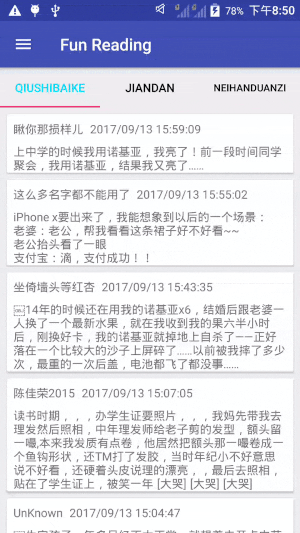 78% 下午8:50
Fun Reading
QIUSHIBAIKE JIANDAN NEIHANDUANZI
瞅你那损样儿 2017/09/13 15:59:09
上中学的时候我用诺基亚，我亮了！前一段时间同学
聚会，我用诺基亚，结果我又亮了……
这么多名字都不能用了 2017/09/13 15:55:02
iPhone x要出来了，我能想象到以后的一个场景：
老婆：老公，帮我看看这条裙子好不好看~~
老公抬头看了一眼
支付宝：滴，支付成功！！
坐倚墙头等红杏 2017/09/13 15:43:35
14年的时候还在用我的诺基亚x6，结婚后跟老婆一
人换了一个最新水果，就在我收到我的果六半小时
后，刚换好卡，我的诺基亚就掉地上自杀了——正好
落在一个比较大的沙子上屏碎了……以前被我摔了多少
次，最重的一次后盖，电池都飞了都没事……
陈佳荣2015 2017/09/13 15:07:05
读书时期，，，办学生证要照片，，，我妈先带我去
理发然后照相，中年理发师给老子剪的发型，额头留
一嘬,本来我发质有点卷，他居然把额头那一嘬卷成一
个鱼钩形状，还TM打了发胶，当时年纪小不好意思
说不好看，还硬着头皮说理的漂亮，，最后去照相，
贴在了学生证上，被笑一年 [大哭] [大哭] [大哭]
UnKnown 2017/09/13 15:04:47